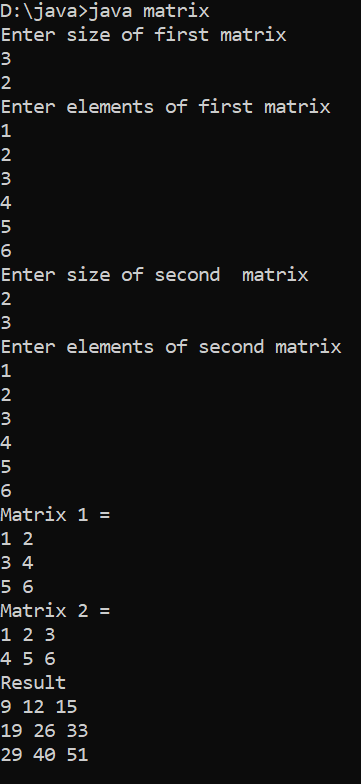 D:\java>java matrix
Enter size of first matrix
3
2
Enter elements of first matrix
1
2
3
4
5
6
Enter size of second  matrix
2
3
Enter elements of second matrix
1
2
3
4
5
6
Matrix 1 =
1 2
3 4
5 6
Matrix 2 =
1 2 3
4 5 6
Result
9 12 15
19 26 33
29 40 51